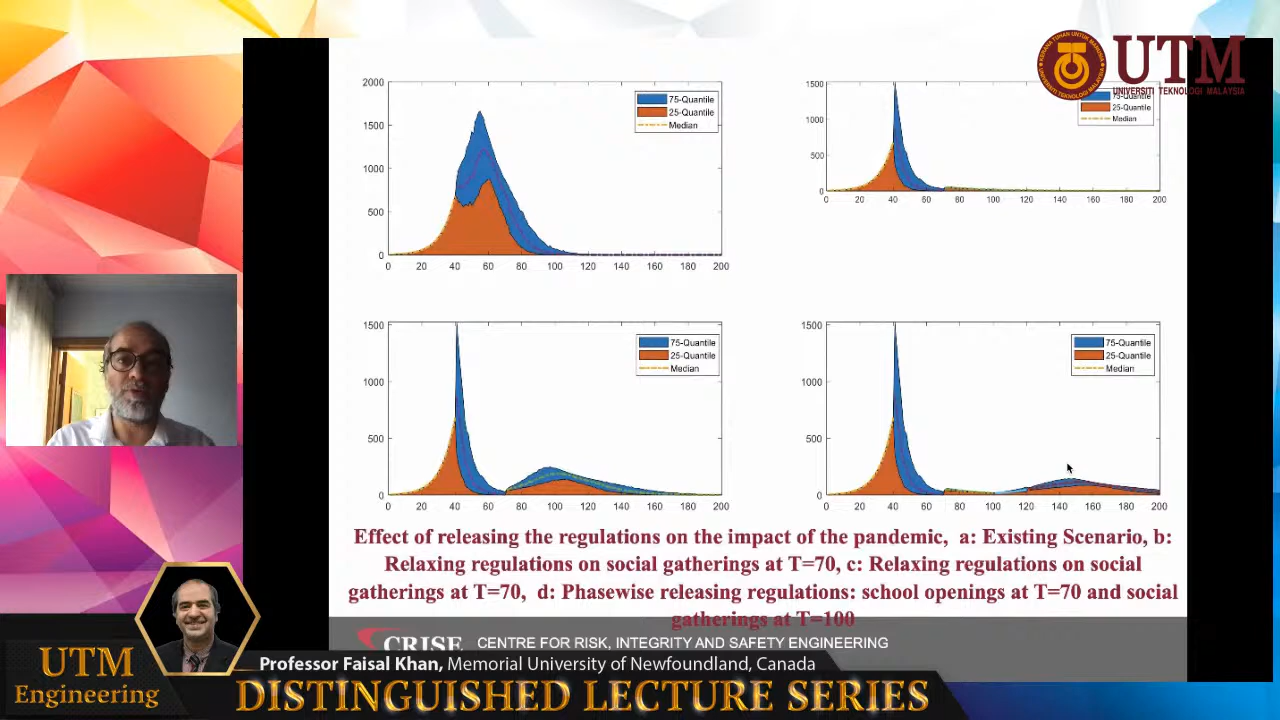 UTM
UNIVERSITI TEKNOLOGI MALAYSIA
2000
1500
1000
500
0
0 20 40 60 80 100 120 140 160 180 200
75-Quantile
25-Quantile
Median
1500
1000
500
0
0 20 40 60 80 100 120 140 160 180 200
75-Quantile
25-Quantile
Median
1500
1000
500
0
0 20 40 60 80 100 120 140 160 180 200
75-Quantile
25-Quantile
Median
1500
1000
500
0
0 20 40 60 80 100 120 140 160 180 200
75-Quantile
25-Quantile
Median
Effect of releasing the regulations on the impact of the pandemic, a: Existing Scenario, b:
Relaxing regulations on social gatherings at T=70, c: Relaxing regulations on social
gatherings at T=70, d: Phasewise releasing regulations: school openings at T=70 and social
gatherings at T=100
CRISE CENTRE FOR RISK, INTEGRITY AND SAFETY ENGINEERING
Professor Faisal Khan, Memorial University of Newfoundland, Canada
UTM
Engineering
DISTINGUISHED LECTURE SERIES